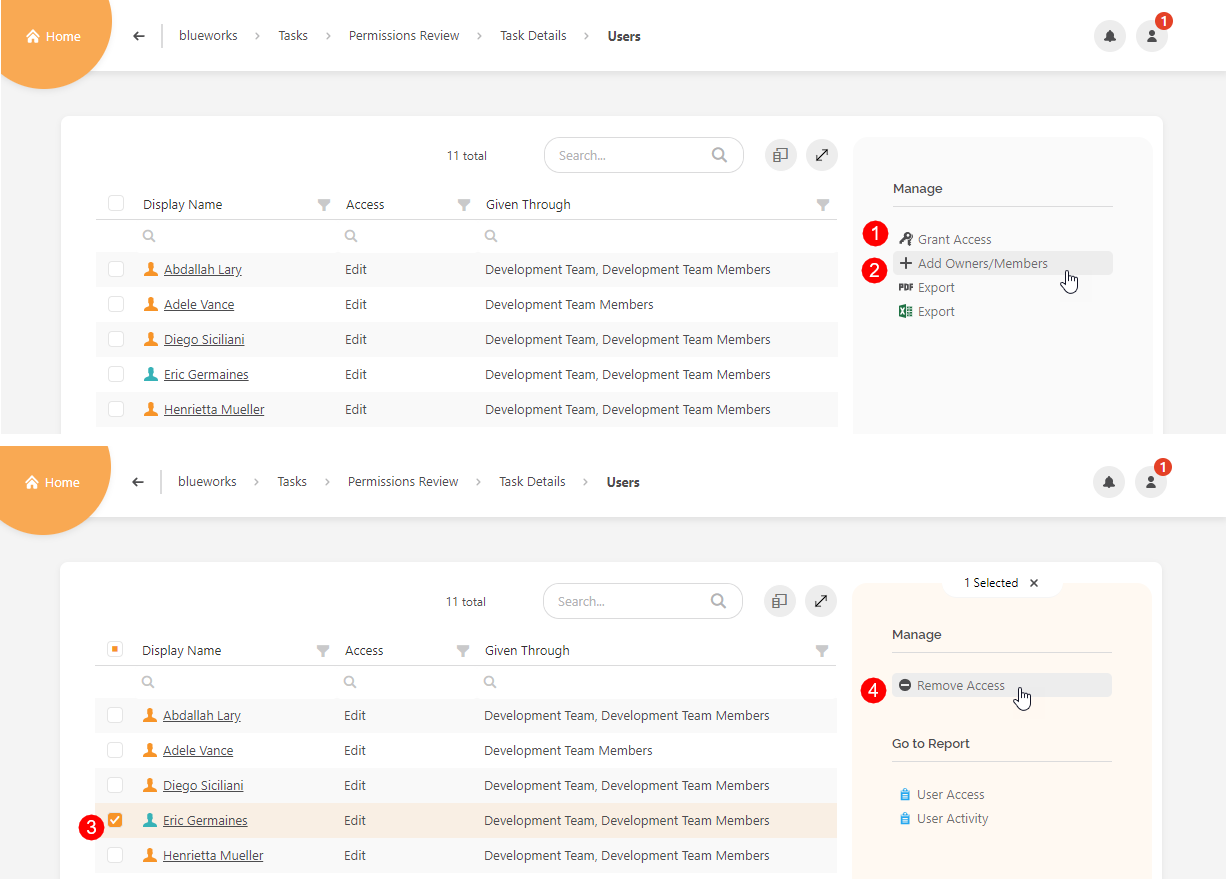 Home blueworks Tasks Permissions Review Task Details Users 1
11 total Search...
Manage
Display Name Access Given Through
1 Grant Access
2 Add Owners/Members
PDF Export
Export
Abdallah Lary Edit Development Team, Development Team Members
Adele Vance Edit Development Team Members
Diego Siciliani Edit Development Team, Development Team Members
Eric Germaines Edit Development Team, Development Team Members
Henrietta Mueller Edit Development Team, Development Team Members
Home blueworks Tasks Permissions Review Task Details Users 1
11 total Search...
1 Selected
Manage
Display Name Access Given Through
4 Remove Access
Abdallah Lary Edit Development Team, Development Team Members
Adele Vance Edit Development Team Members
Diego Siciliani Edit Development Team, Development Team Members
3 Eric Germaines Edit Development Team, Development Team Members
Henrietta Mueller Edit Development Team, Development Team Members
Go to Report
User Access
User Activity